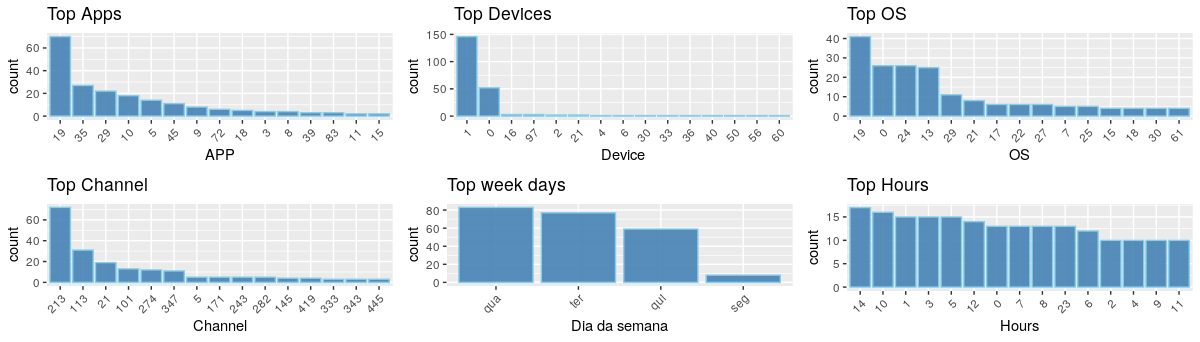 Top Apps
count
60
40
20
0
19 35 29 10 5 45 9 72 18 3 8 39 83 11 15
APP
Top Devices
count
150
100
50
0
1 0 16 97 2 21 4 6 30 33 36 40 50 56 60
Device
Top OS
count
40
30
20
10
0
19 0 24 13 29 21 17 22 27 7 25 15 18 30 61
OS
Top Channel
count
60
40
20
0
213 113 21 101 274 347 5 171 243 282 145 419 333 343 445
Channel
Top week days
count
80
60
40
20
0
qua ter qui seg
Dia da semana
Top Hours
count
15
10
5
0
14 10 1 3 5 12 0 7 8 23 6 2 4 9 11
Hours